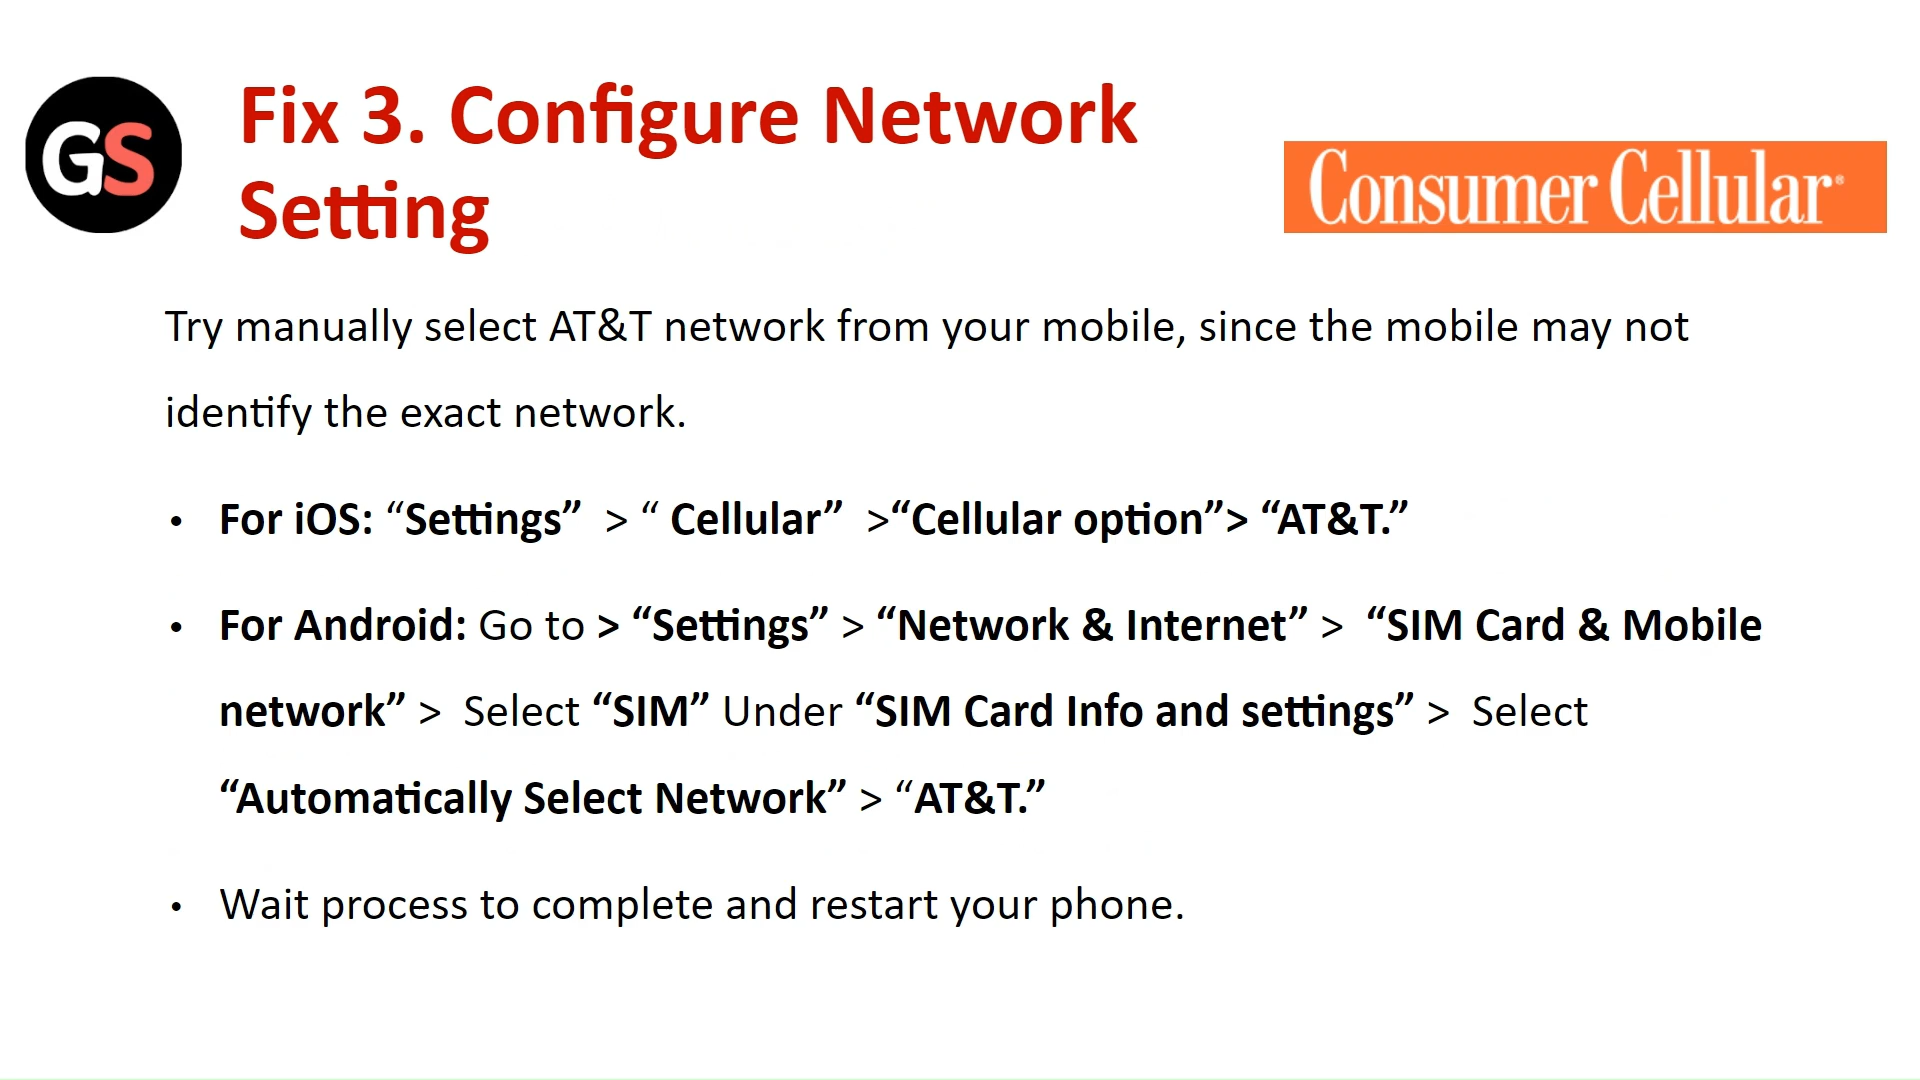 GS
Fix 3. Configure Network
Setting
Consumer Cellular®
Try manually select AT&T network from your mobile, since the mobile may not
identify the exact network.
• For iOS: “Settings” > “ Cellular” >“Cellular option”> “AT&T.”
• For Android: Go to > “Settings” > “Network & Internet” > “SIM Card & Mobile
network” > Select “SIM” Under “SIM Card Info and settings” > Select
“Automatically Select Network” > “AT&T.”
• Wait process to complete and restart your phone.